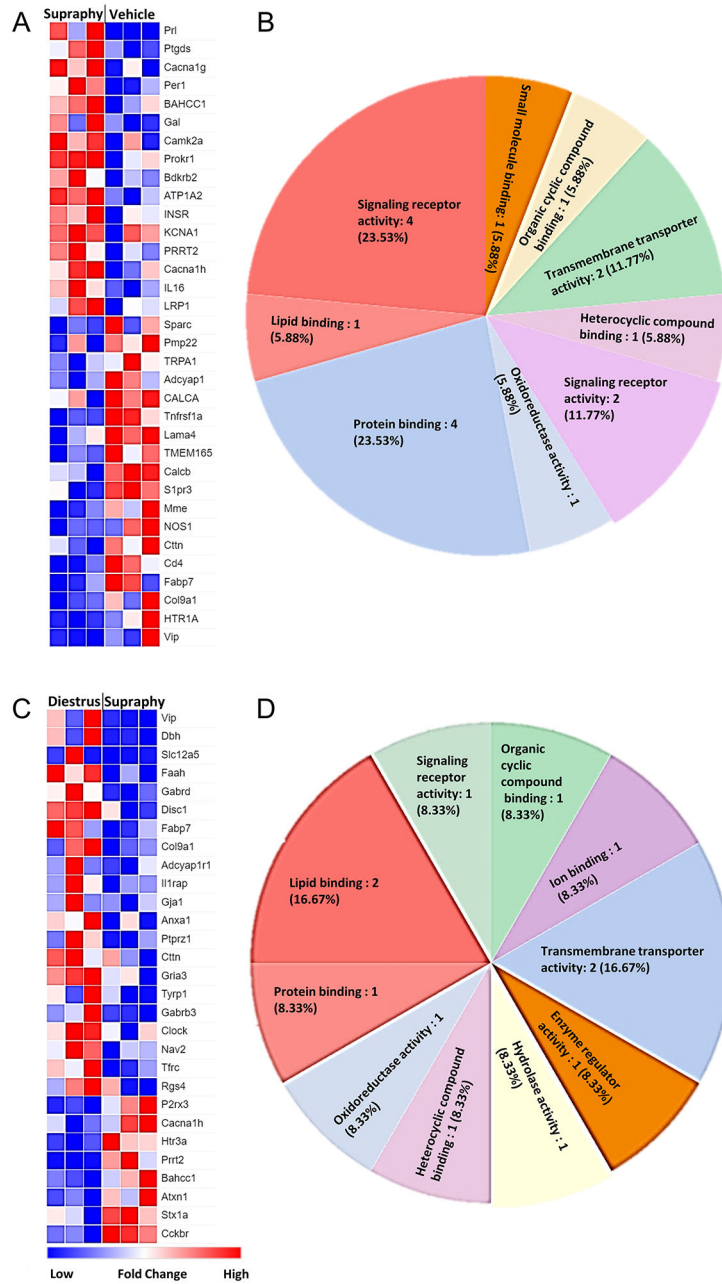 A
Supraphy Vehicle
Prl
Ptgds
Cacna1g
Per1
BAHCC1
Gal
Camk2a
Prokr1
Bdkrb2
ATP1A2
INSR
KCNA1
PRRT2
Cacna1h
IL16
LRP1
Sparc
Pmp22
TRPA1
Adcyap1
CALCA
Tnfrsf1a
Lama4
TMEM165
Calcb
S1pr3
Mme
NOS1
Cttn
Cd4
Fabp7
Col9a1
HTR1A
Vip
B
Small molecule
binding: 1 (5.88%)
Organic cyclic compound
binding : 1 (5.88%)
Transmembrane transporter
activity: 2 (11.77%)
Heterocyclic compound
binding : 1 (5.88%)
Signaling receptor
activity: 2
(11.77%)
Oxidoreductase activity : 1
(5.88%)
Protein binding : 4
(23.53%)
Lipid binding : 1
(5.88%)
Signaling receptor
activity: 4
(23.53%)
C
Diestrus Supraphy
Vip
Dbh
Slc12a5
Faah
Gabrd
Disc1
Fabp7
Col9a1
Adcyap1r1
Il1rap
Gja1
Anxa1
Ptprz1
Cttn
Gria3
Tyrp1
Gabrb3
Clock
Nav2
Tfrc
Rgs4
P2rx3
Cacna1h
Htr3a
Prrt2
Bahcc1
Atxn1
Stx1a
Cckbr
Low Fold Change High
D
Organic
cyclic
compound
binding : 1
(8.33%)
Ion binding : 1
(8.33%)
Transmembrane transporter
activity: 2 (16.67%)
Enzyme regulator
activity : 1 (8.33%)
Hydrolase activity : 1
(8.33%)
Heterocyclic compound
binding : 1 (8.33%)
Oxidoreductase activity : 1
(8.33%)
Protein binding : 1
(8.33%)
Lipid binding : 2
(16.67%)
Signaling
receptor
activity: 1
(8.33%)